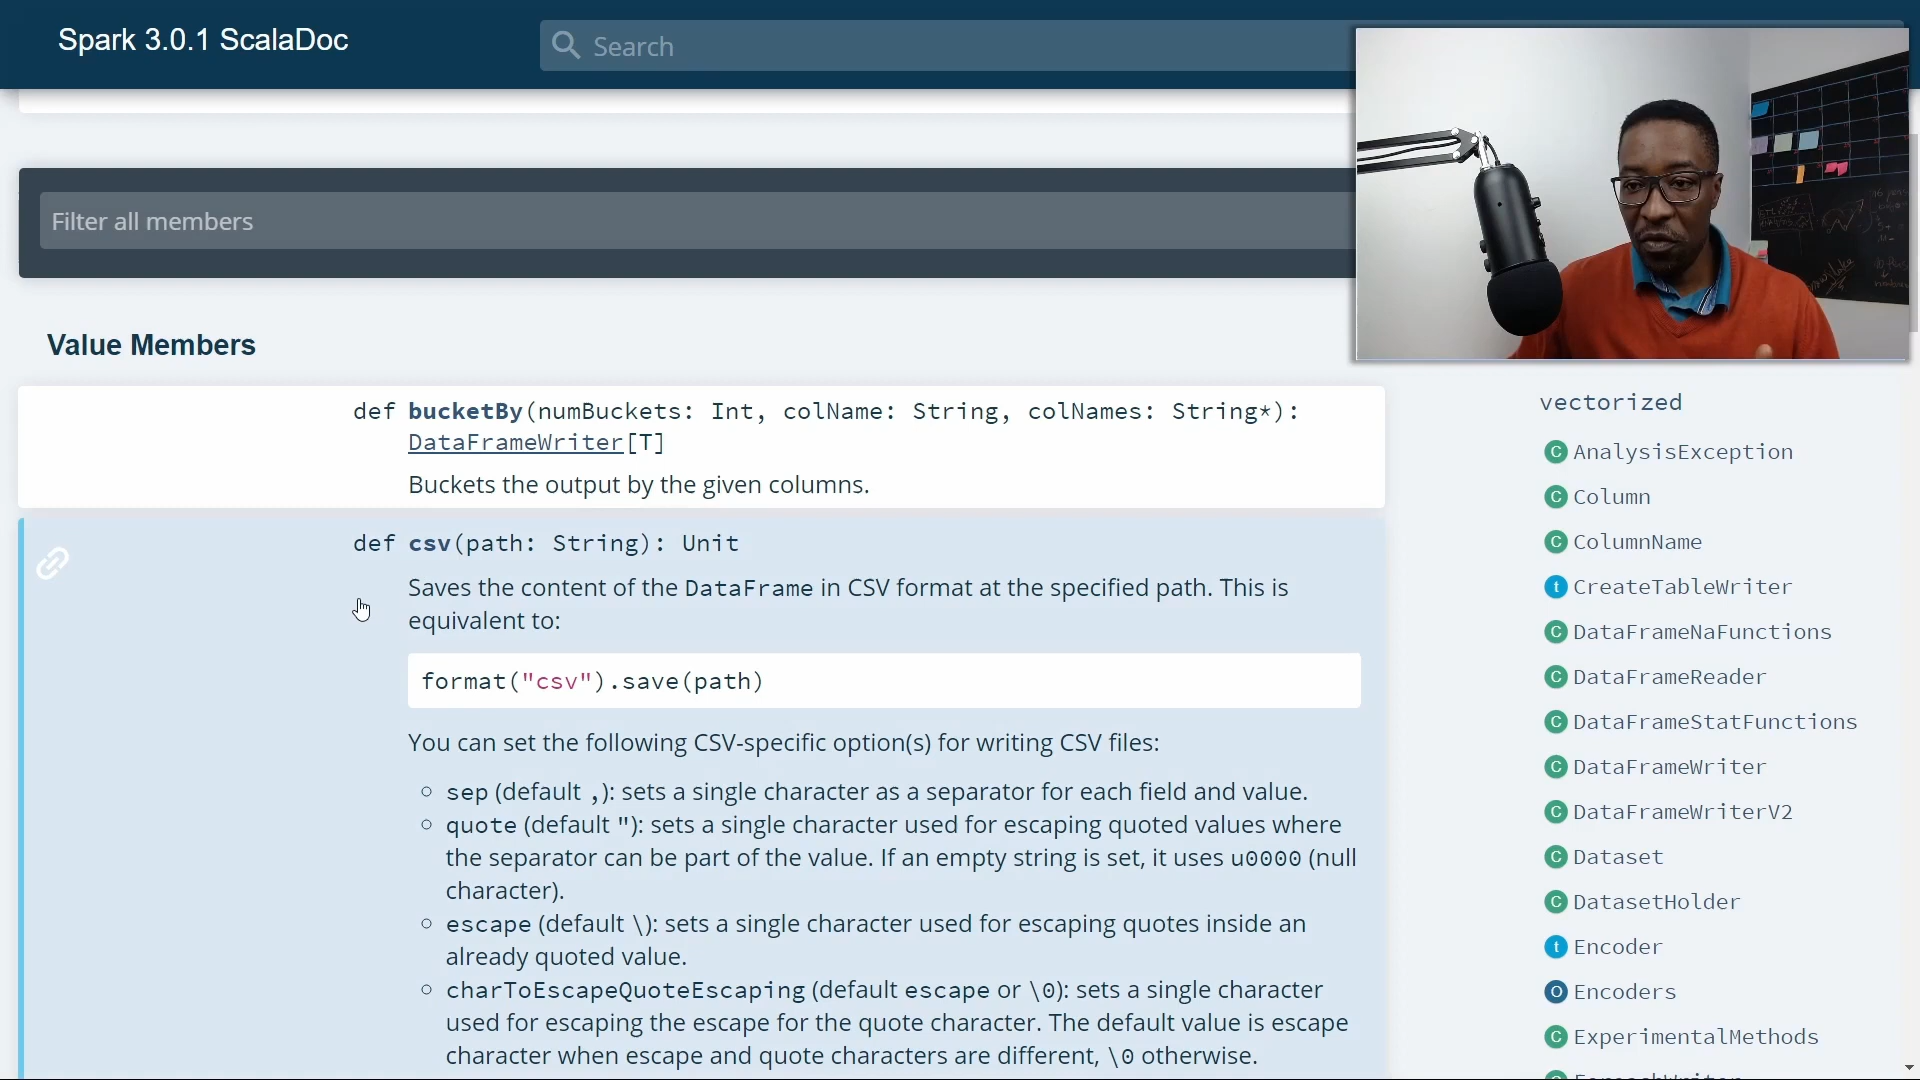 Spark 3.0.1 ScalaDoc
Search
Filter all members
Value Members
def bucketBy(numBuckets: Int, colName: String, colNames: String*):
DataFrameWriter[T]
Buckets the output by the given columns.
def csv(path: String): Unit
Saves the content of the DataFrame in CSV format at the specified path. This is
equivalent to:
format("csv").save(path)
You can set the following CSV-specific option(s) for writing CSV files:
sep (default ,): sets a single character as a separator for each field and value.
quote (default "): sets a single character used for escaping quoted values where
the separator can be part of the value. If an empty string is set, it uses u0000 (null
character).
escape (default \): sets a single character used for escaping quotes inside an
already quoted value.
charToEscapeQuoteEscaping (default escape or \0): sets a single character
used for escaping the escape for the quote character. The default value is escape
character when escape and quote characters are different, \0 otherwise.
vectorized
C AnalysisException
C Column
C ColumnName
t CreateTableWriter
C DataFrameNaFunctions
C DataFrameReader
C DataFrameStatFunctions
C DataFrameWriter
C DataFrameWriterV2
C Dataset
C DatasetHolder
t Encoder
O Encoders
C ExperimentalMethods